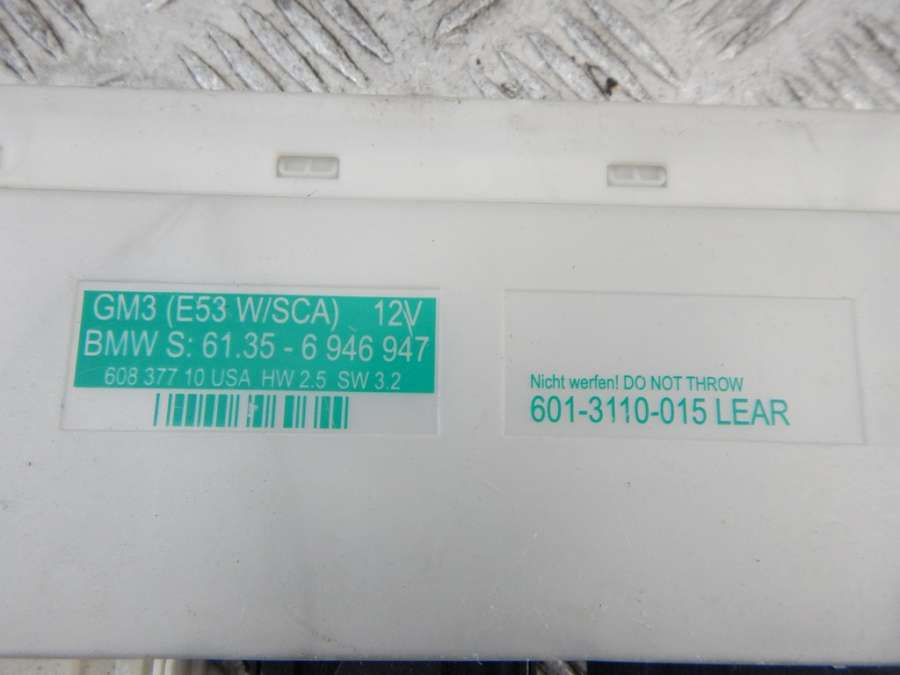 GM3 (E53 W/SCA) 12V
BMW S: 61.35 - 6 946 947
608 377 10 USA HW 2.5 SW 3.2
Nicht werfen! DO NOT THROW
601-3110-015 LEAR